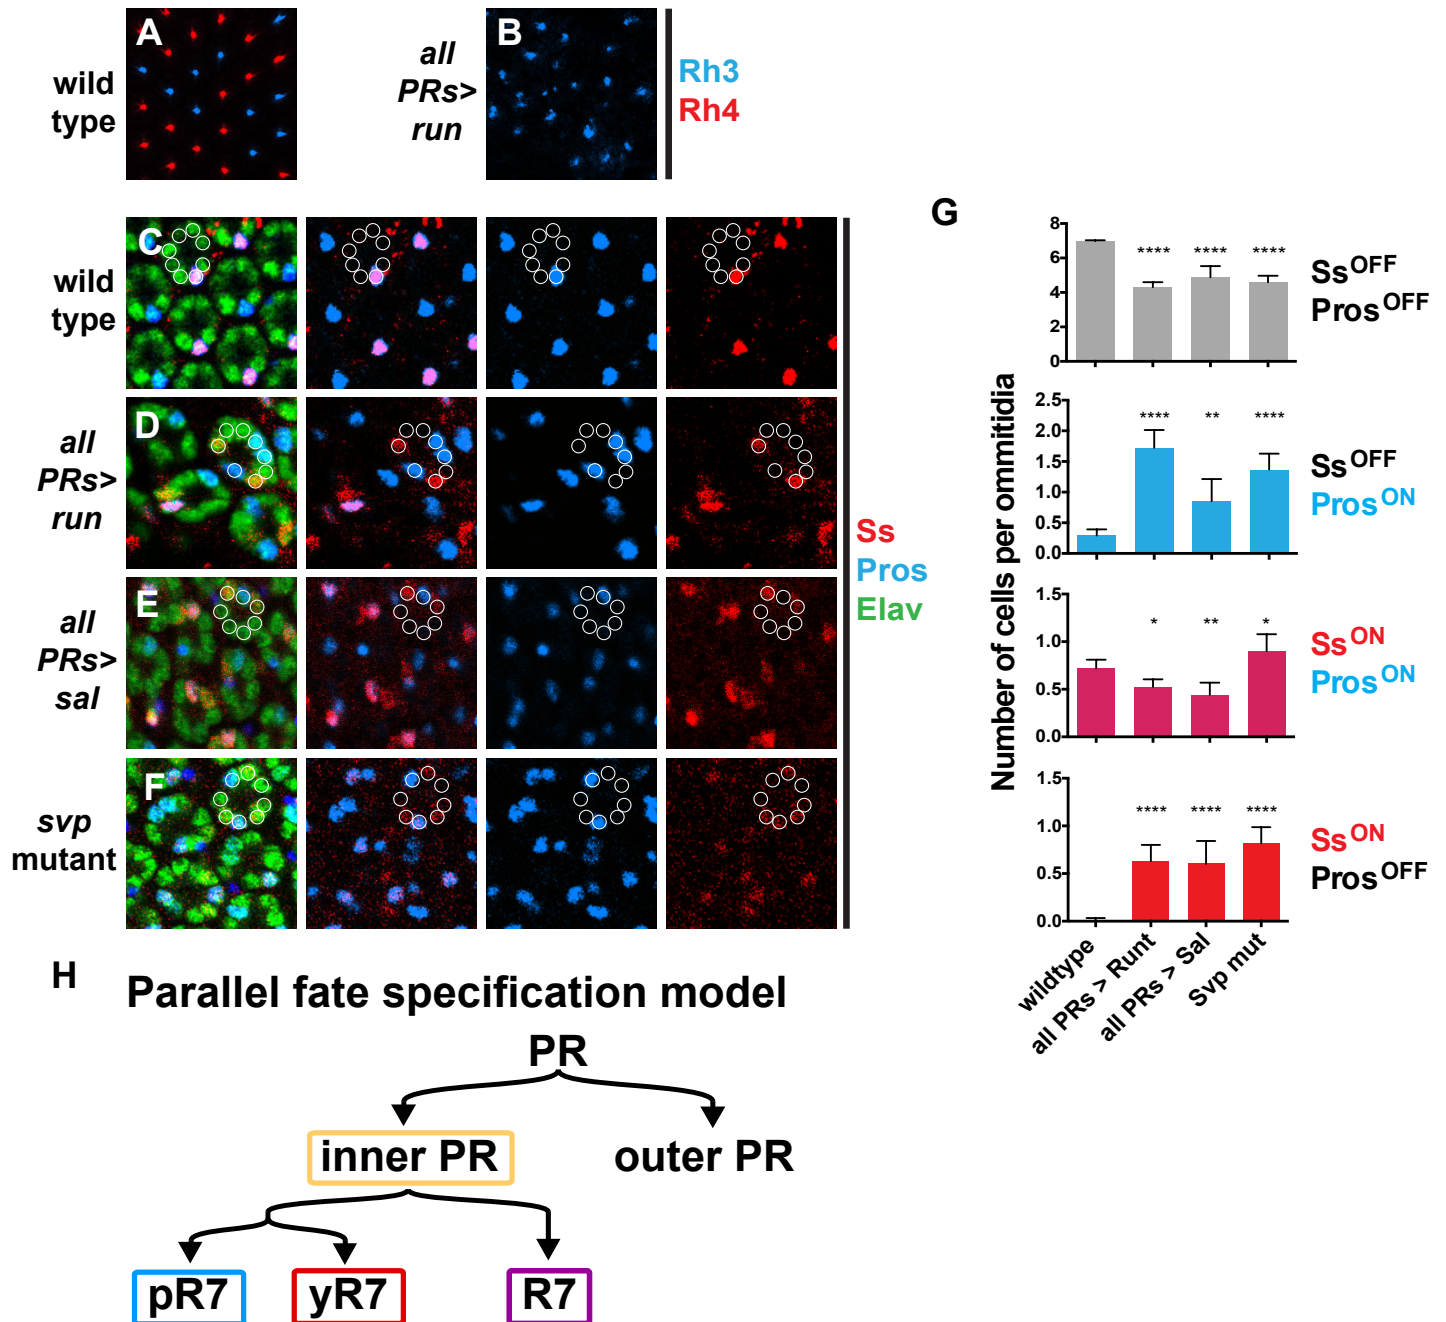 A
B
wild
type
all
PRs>
run
Rh3
Rh4
C
wild
type
D
all
PRs>
run
E
all
PRs>
sal
F
svp
mutant
Ss
Pros
Elav
G
Number of cells per ommitidia
8
6
4
2
0
****
****
****
Ss^OFF
Pros^OFF
2.5
2.0
1.5
1.0
0.5
0.0
****
**
****
Ss^OFF
Pros^ON
1.5
1.0
0.5
0.0
*
**
*
Ss^ON
Pros^ON
1.5
1.0
0.5
0.0
****
****
****
Ss^ON
Pros^OFF
wildtype
all PRs > Runt
all PRs > Sal
Svp mut
H
Parallel fate specification model
PR
inner PR
outer PR
pR7
yR7
R7